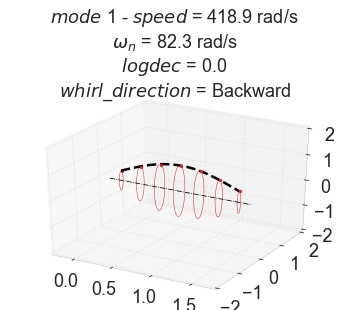 mode 1 - speed = 418.9 rad/s
ωₙ = 82.3 rad/s
logdec = 0.0
whirl_direction = Backward
2
1
0
−1
−2
2
1
0
−1
−2
0.0 0.5 1.0 1.5